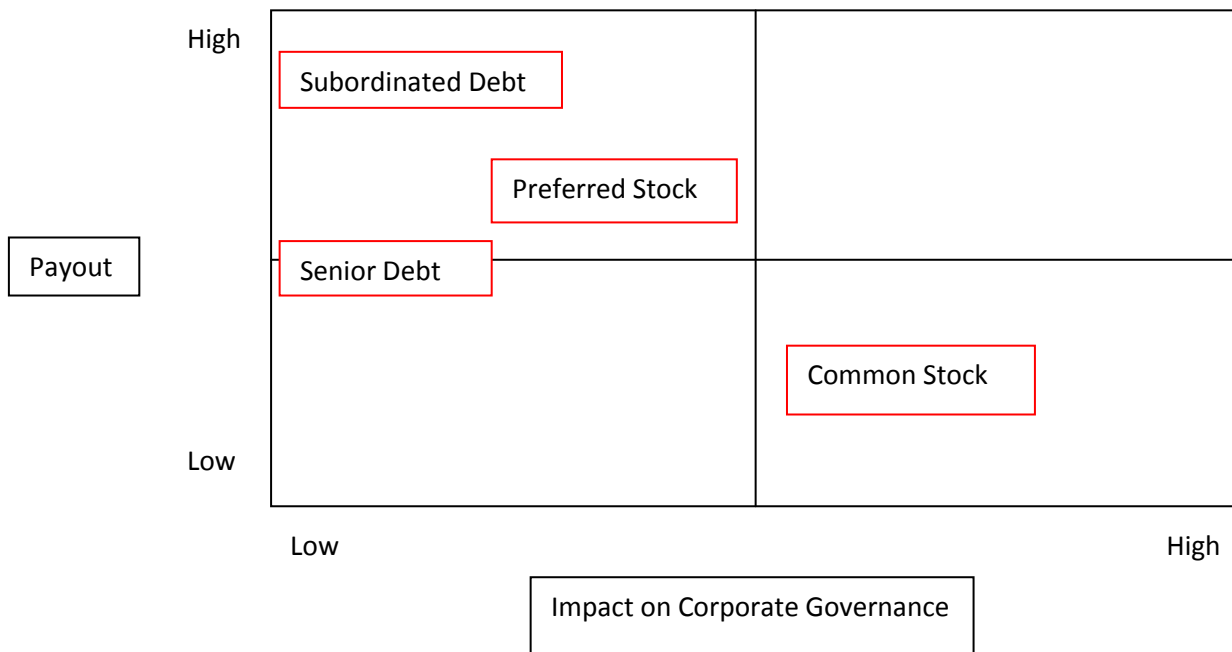 High
Subordinated Debt
Preferred Stock
Payout
Senior Debt
Common Stock
Low
Low
High
Impact on Corporate Governance